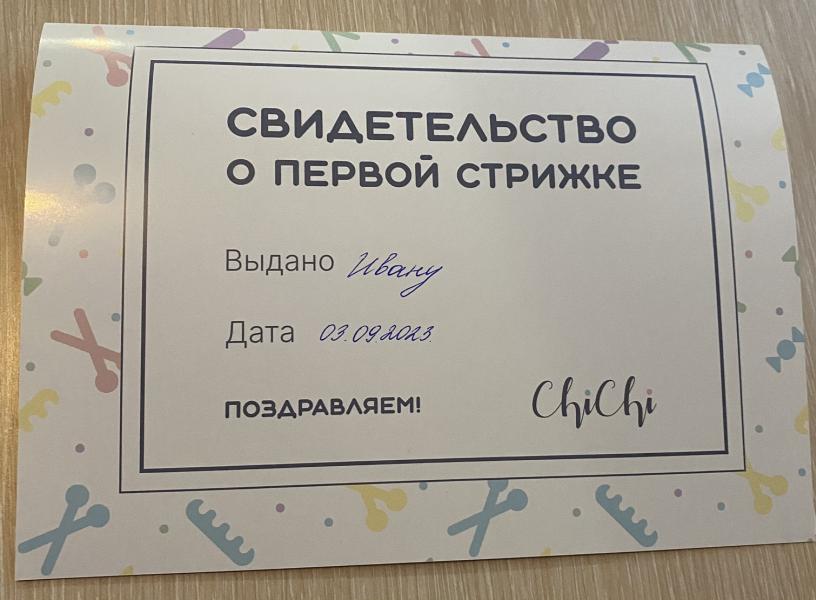 СВИДЕТЕЛЬСТВО
О ПЕРВОЙ СТРИЖКЕ
Выдано Ивану
Дата 03.09.2023.
ПОЗДРАВЛЯЕМ!
ChiChi